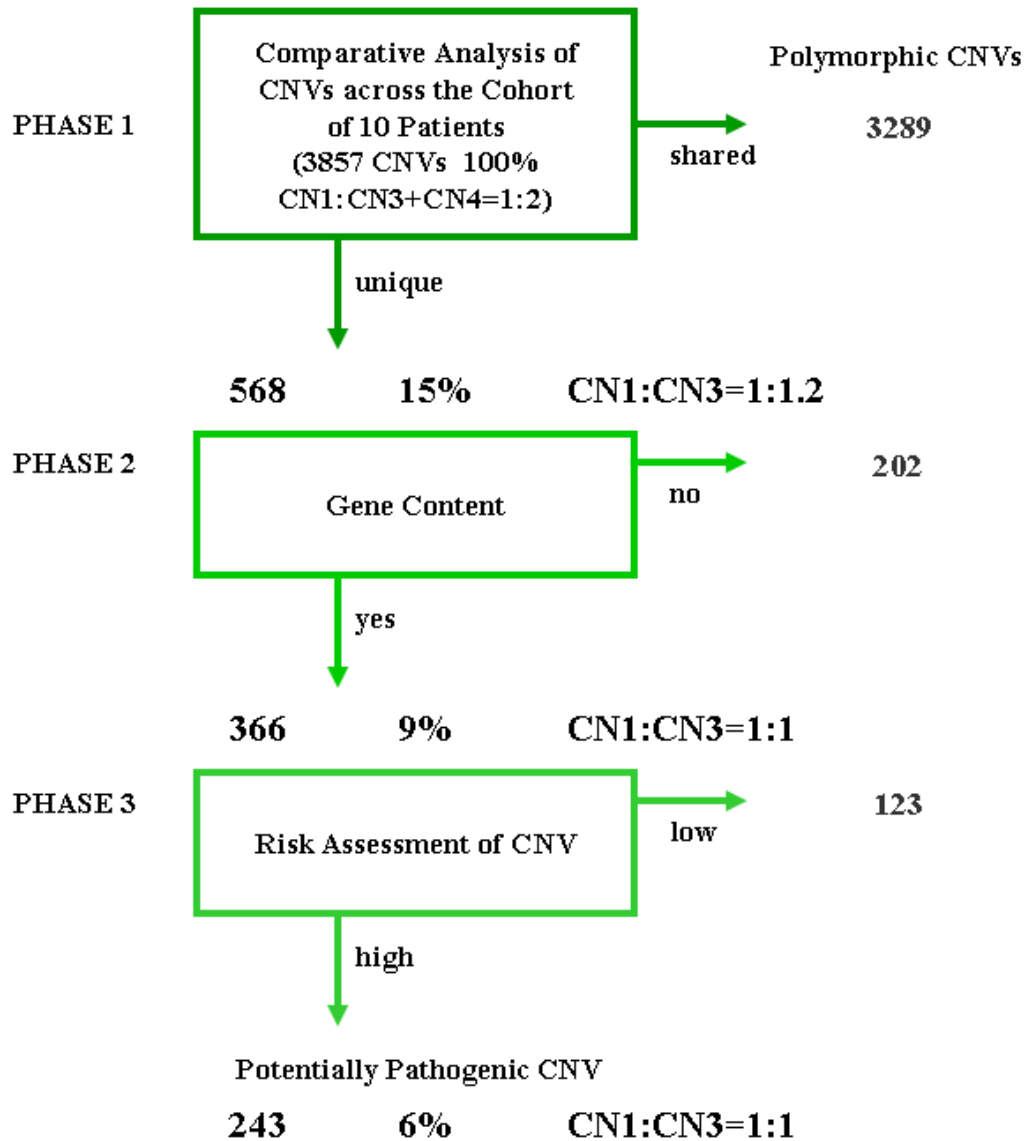 Comparative Analysis of
CNVs across the Cohort
of 10 Patients
(3857 CNVs 100%
CN1:CN3+CN4=1:2)
Polymorphic CNVs
PHASE 1
3289
shared
unique
568 15% CN1:CN3=1:1.2
PHASE 2
Gene Content
202
no
yes
366 9% CN1:CN3=1:1
PHASE 3
Risk Assessment of CNV
123
low
high
Potentially Pathogenic CNV
243 6% CN1:CN3=1:1